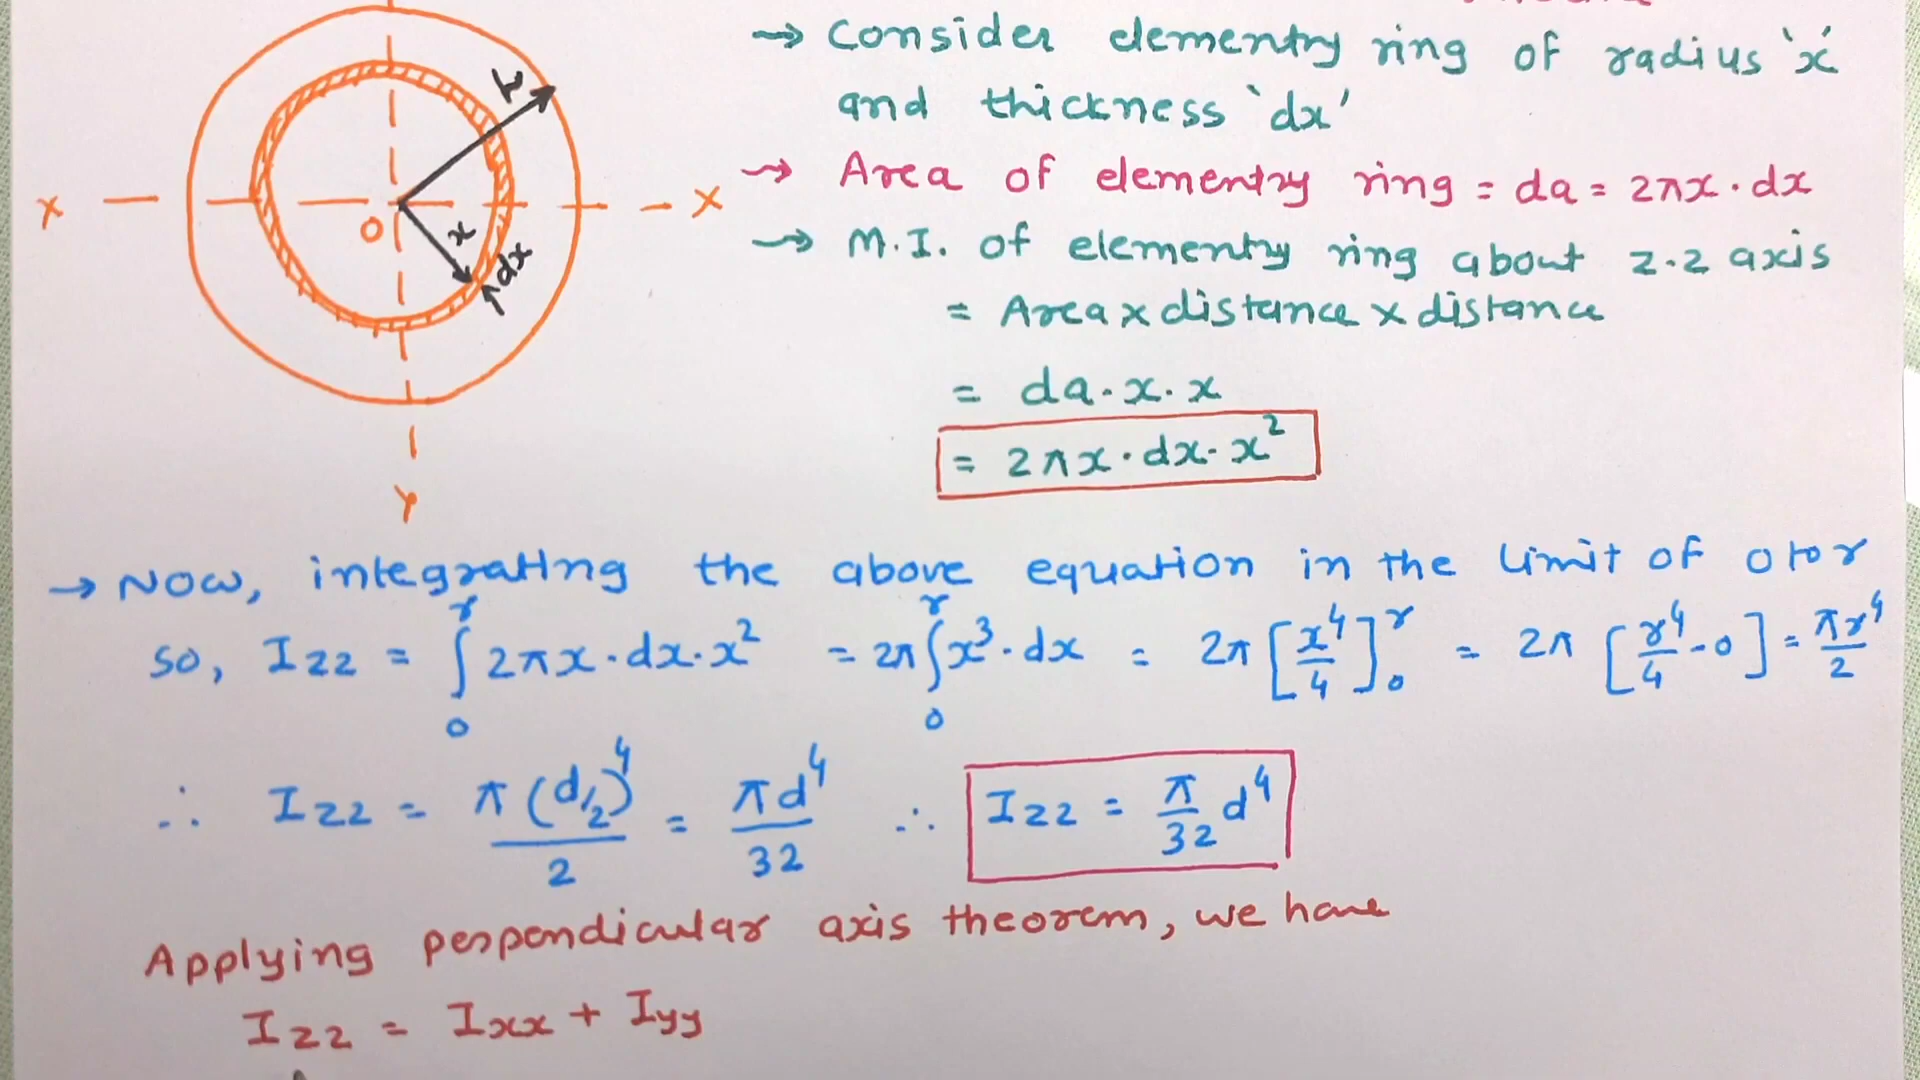 → Consider elementry ring of radius 'x'
and thickness 'dx'
→ Area of elementry ring = da = 2πx · dx
→ M.I. of elementry ring about z-z axis
= Area x distance x distance
= da · x · x
= 2πx · dx · x²
r
x
dx
O
X
X
Y
→ Now, integrating the above equation in the limit of 0 to r
so, Izz = ∫₀ʳ 2πx · dx · x² = 2π ∫₀ʳ x³ · dx = 2π [x⁴/4]₀ʳ = 2π [r⁴/4 - 0] = πr⁴/2
∴ Izz = π(d/2)⁴/2 = πd⁴/32 ∴ Izz = π/32 d⁴
Applying perpendicular axis theorem, we have
Izz = Ixx + Iyy